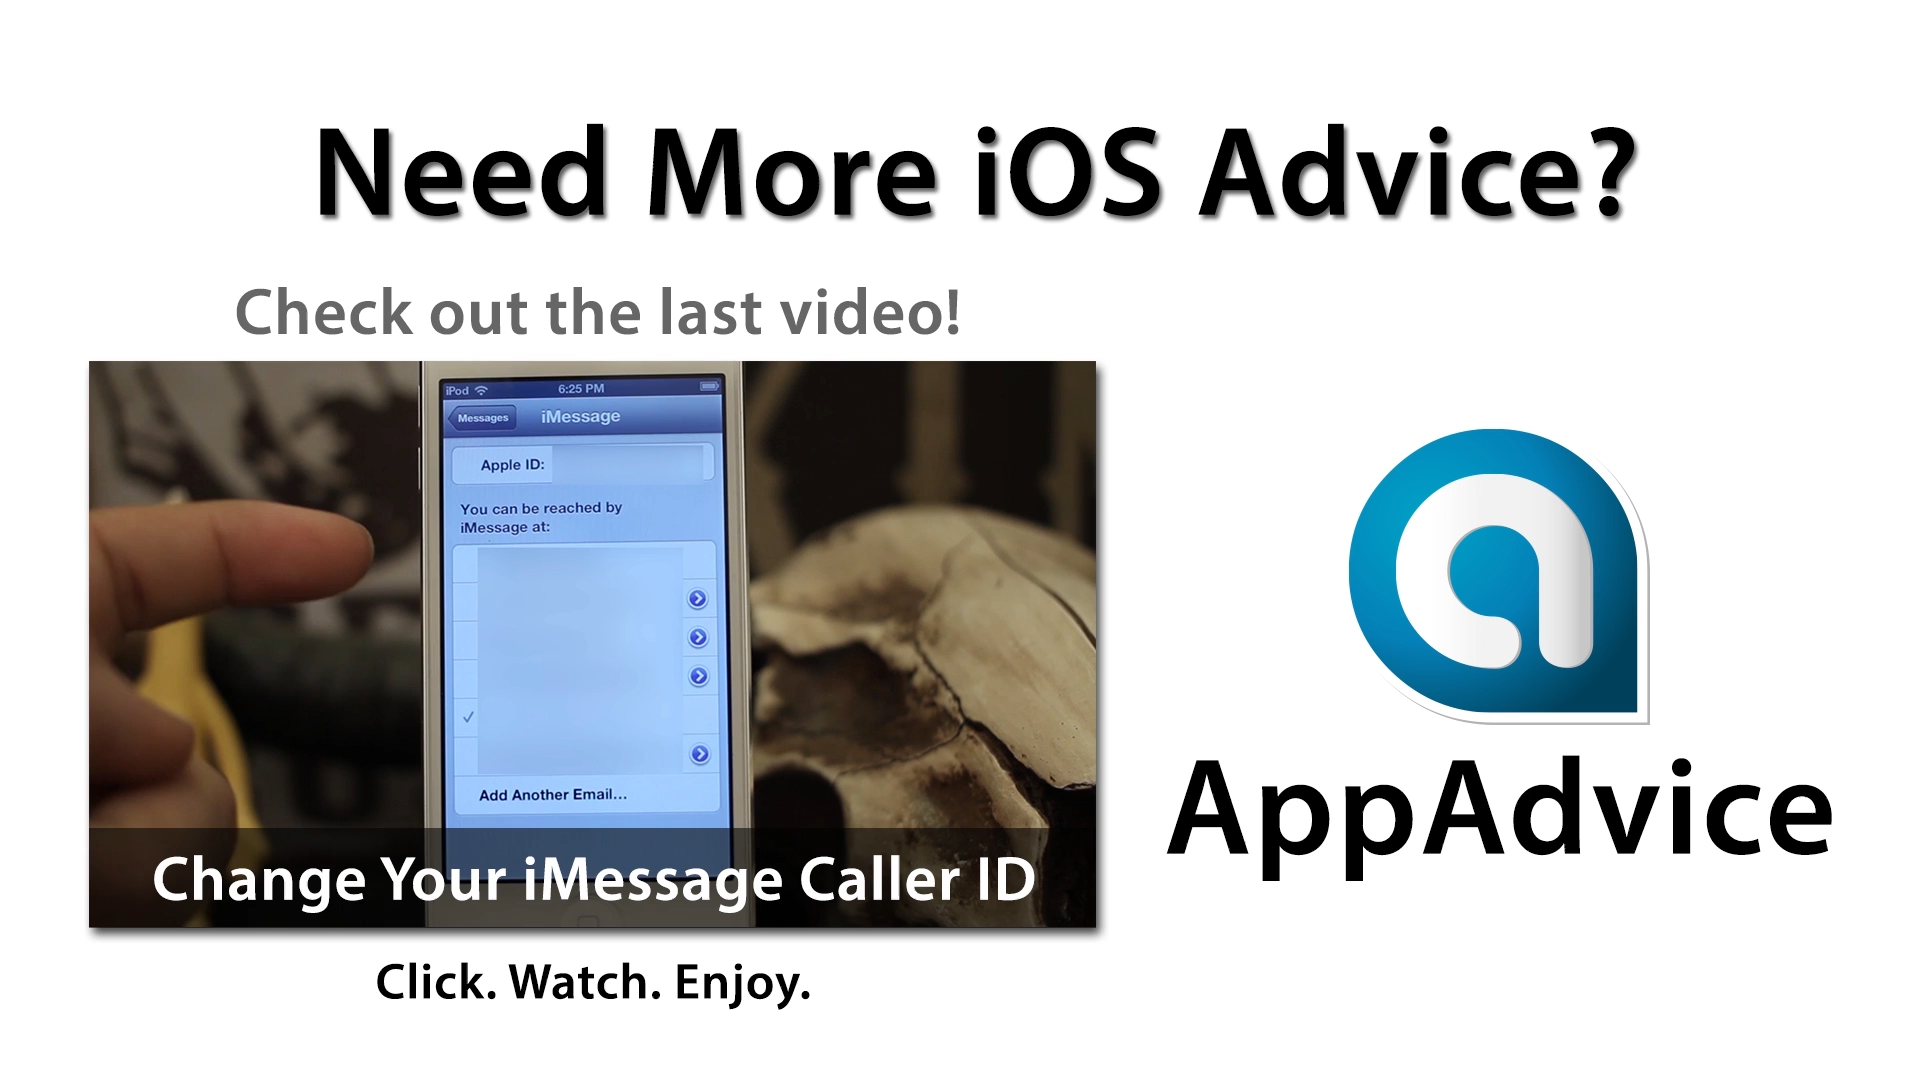 Need More iOS Advice?
Check out the last video!
iPod 6:25 PM
Messages iMessage
Apple ID:
You can be reached by
iMessage at:
Add Another Email...
Change Your iMessage Caller ID
Click. Watch. Enjoy.
AppAdvice